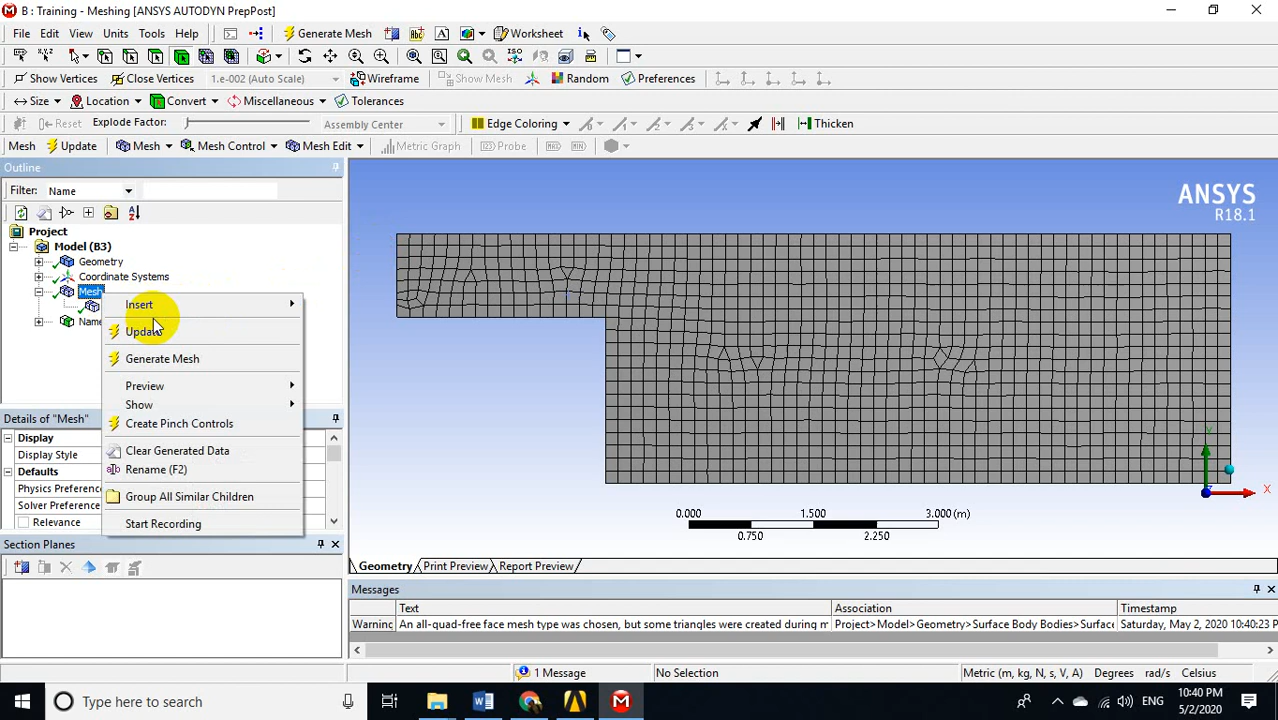 B : Training - Meshing [ANSYS AUTODYN PrepPost]
File Edit View Units Tools Help Generate Mesh A Worksheet
Show Vertices Close Vertices 1.e-002 (Auto Scale) Wireframe Show Mesh Random Preferences
Size Location Convert Miscellaneous Tolerances
Reset Explode Factor: Assembly Center Edge Coloring Thicken
Mesh Update Mesh Mesh Control Mesh Edit Metric Graph Probe
Outline
Filter: Name
Project
Model (B3)
Geometry
Coordinate Systems
Mesh
Insert
Update
Generate Mesh
Preview
Show
Create Pinch Controls
Clear Generated Data
Rename (F2)
Group All Similar Children
Start Recording
Details of "Mesh"
Display
Display Style
Defaults
Physics Preference
Solver Preference
Relevance
Section Planes
ANSYS
R18.1
Y
X
0.000 1.500 3.000 (m)
0.750 2.250
Geometry Print Preview Report Preview
Messages
Text Association Timestamp
Warning An all-quad-free face mesh type was chosen, but some triangles were created during m Project>Model>Geometry>Surface Body Bodies>Surface Saturday, May 2, 2020 10:40:23 P
1 Message No Selection Metric (m, kg, N, s, V, A) Degrees rad/s Celsius
Type here to search
ENG
10:40 PM
5/2/2020